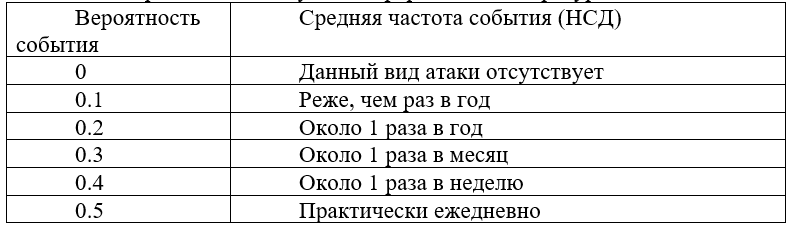 Вероятность события	Средняя частота события (НСД)
0	Данный вид атаки отсутствует
0.1	Реже, чем раз в год
0.2	Около 1 раза в год
0.3	Около 1 раза в месяц
0.4	Около 1 раза в неделю
0.5	Практически ежедневно